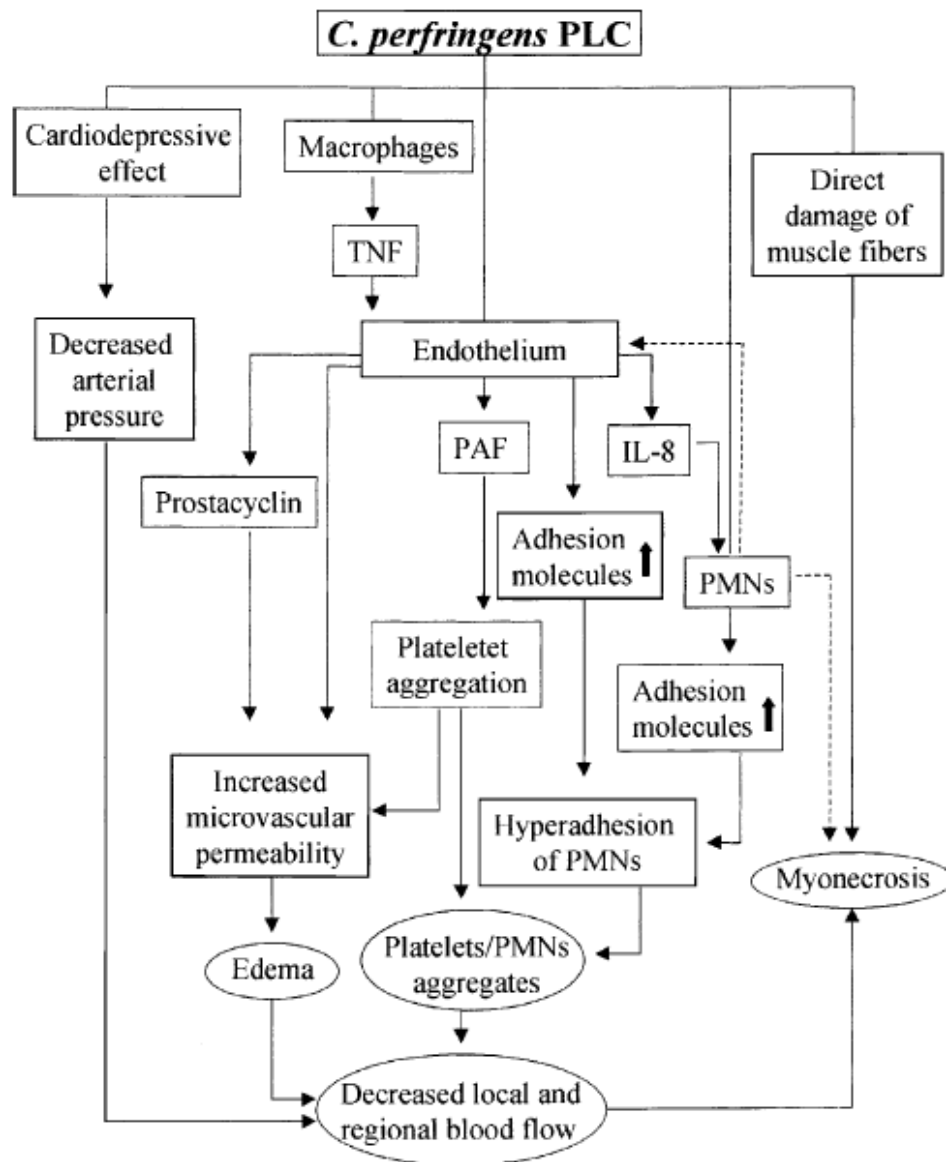 C. perfringens PLC
Cardiodepressive
effect
Macrophages
Direct
damage of
muscle fibers
TNF
Decreased
arterial
pressure
Endothelium
PAF
IL-8
Prostacyclin
Adhesion
molecules
PMNs
Plateletet
aggregation
Adhesion
molecules
Increased
microvascular
permeability
Hyperadhesion
of PMNs
Myonecrosis
Edema
Platelets/PMNs
aggregates
Decreased local and
regional blood flow